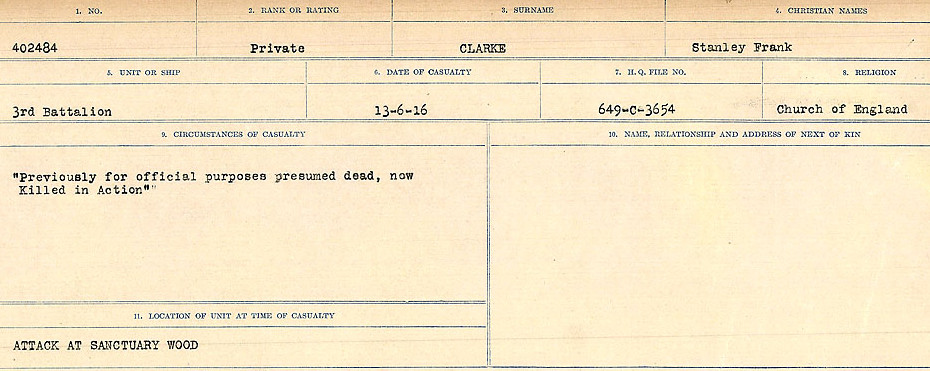 1. NO.
2. RANK OR RATING
3. SURNAME
4. CHRISTIAN NAMES
402484
Private
CLARKE
Stanley Frank
5. UNIT OR SHIP
6. DATE OF CASUALTY
7. H. Q. FILE NO.
8. RELIGION
3rd Battalion
13-6-16
649-C-3654
Church of England
9. CIRCUMSTANCES OF CASUALTY
10. NAME, RELATIONSHIP AND ADDRESS OF NEXT OF KIN
"Previously for official purposes presumed dead, now
Killed in Action""
11. LOCATION OF UNIT AT TIME OF CASUALTY
ATTACK AT SANCTUARY WOOD